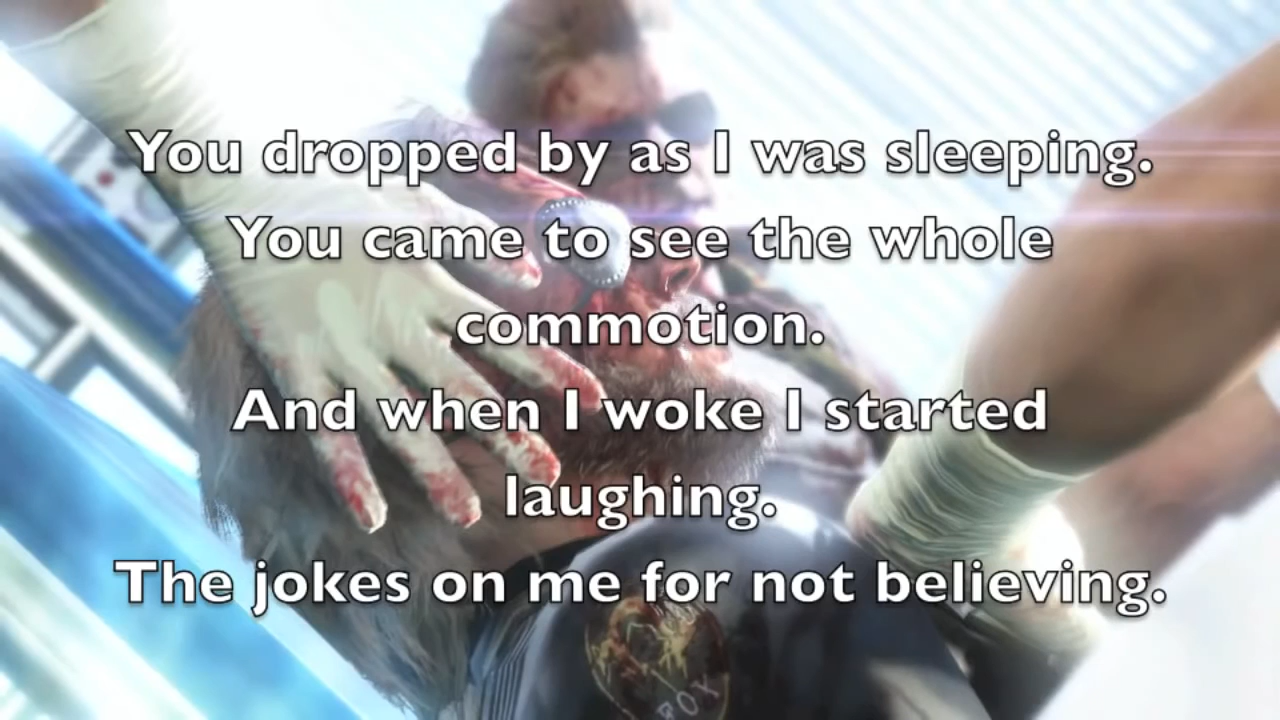 You dropped by as I was sleeping.
You came to see the whole
commotion.
And when I woke I started
laughing.
The jokes on me for not believing.
FOX